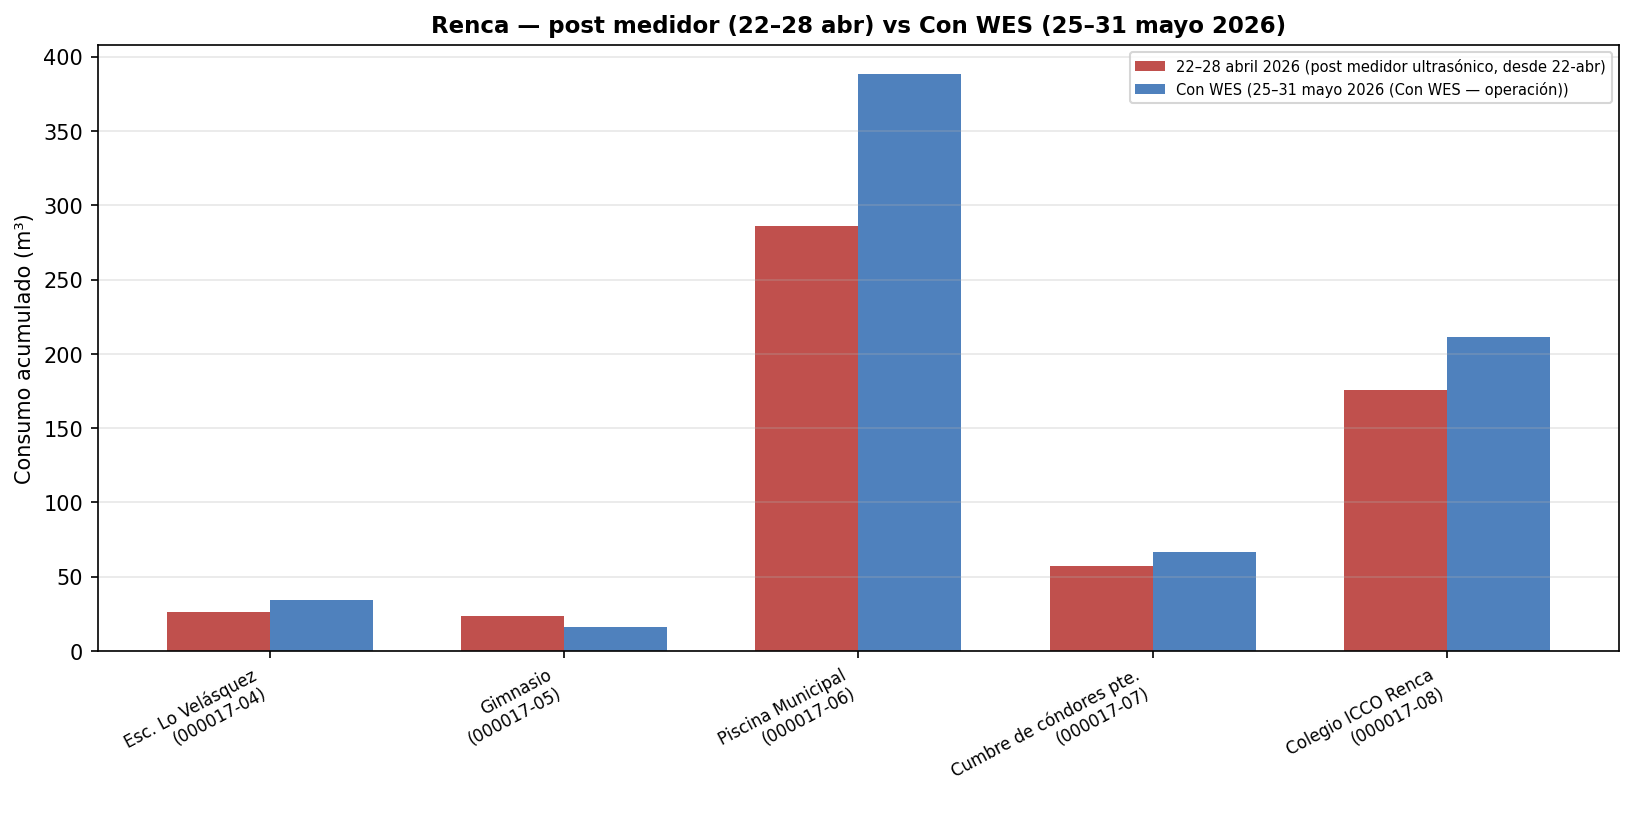 Renca — post medidor (22–28 abr) vs Con WES (25–31 mayo 2026)
22–28 abril 2026 (post medidor ultrasónico, desde 22-abr)
Con WES (25–31 mayo 2026 (Con WES — operación))
Consumo acumulado (m³)
400
350
300
250
200
150
100
50
0
Esc. Lo Velásquez
(000017-04)
Gimnasio
(000017-05)
Piscina Municipal
(000017-06)
Cumbre de cóndores pte.
(000017-07)
Colegio ICCO Renca
(000017-08)